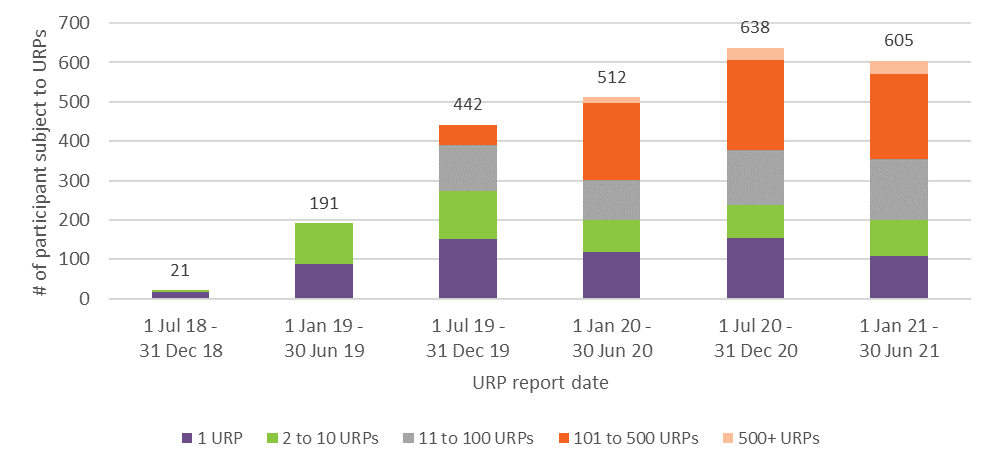 # of participant subject to URPs
700
600
500
400
300
200
100
0
21
191
442
512
638
605
1 Jul 18 -
31 Dec 18
1 Jan 19 -
30 Jun 19
1 Jul 19 -
31 Dec 19
1 Jan 20 -
30 Jun 20
1 Jul 20 -
31 Dec 20
1 Jan 21 -
30 Jun 21
URP report date
1 URP
2 to 10 URPs
11 to 100 URPs
101 to 500 URPs
500+ URPs